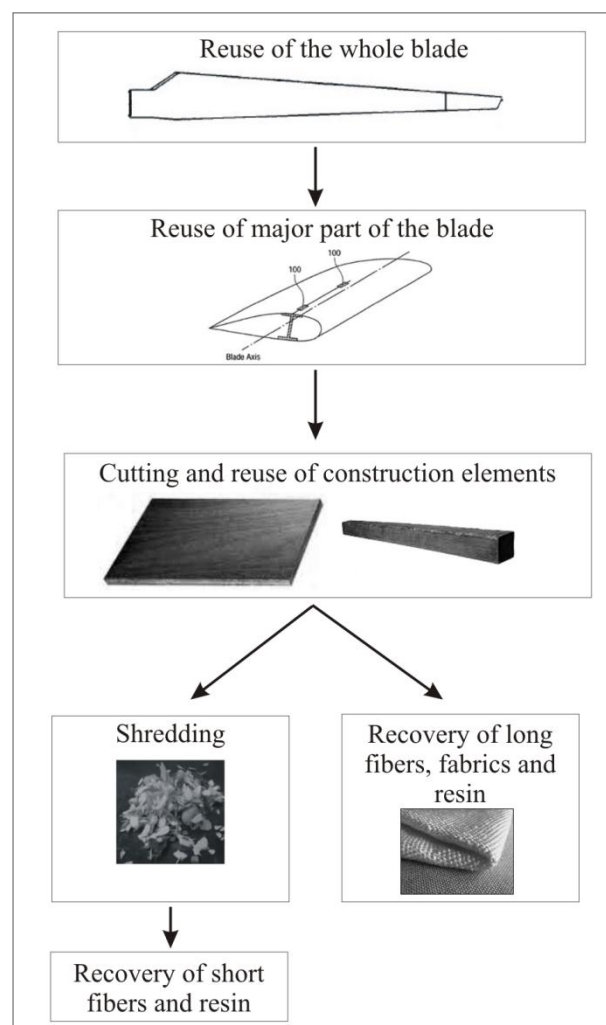 Reuse of the whole blade
Reuse of major part of the blade
100
100
Blade Axis
Cutting and reuse of construction elements
Shredding
Recovery of long
fibers, fabrics and
resin
Recovery of short
fibers and resin